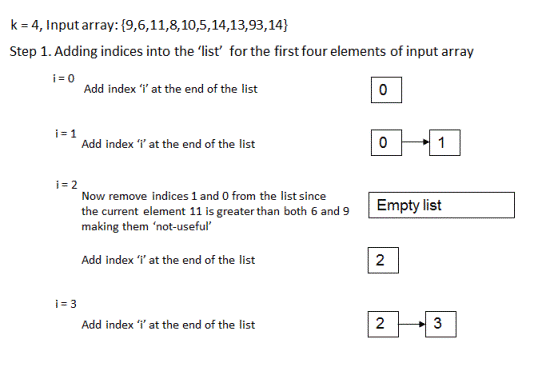 k = 4, Input array: {9,6,11,8,10,5,14,13,93,14}
Step 1. Adding indices into the ‘list’ for the first four elements of input array
i = 0
Add index ‘i’ at the end of the list
0
i = 1
Add index ‘i’ at the end of the list
0 1
i = 2
Now remove indices 1 and 0 from the list since
the current element 11 is greater than both 6 and 9
making them ‘not-useful’
Empty list
Add index ‘i’ at the end of the list
2
i = 3
Add index ‘i’ at the end of the list
2 3